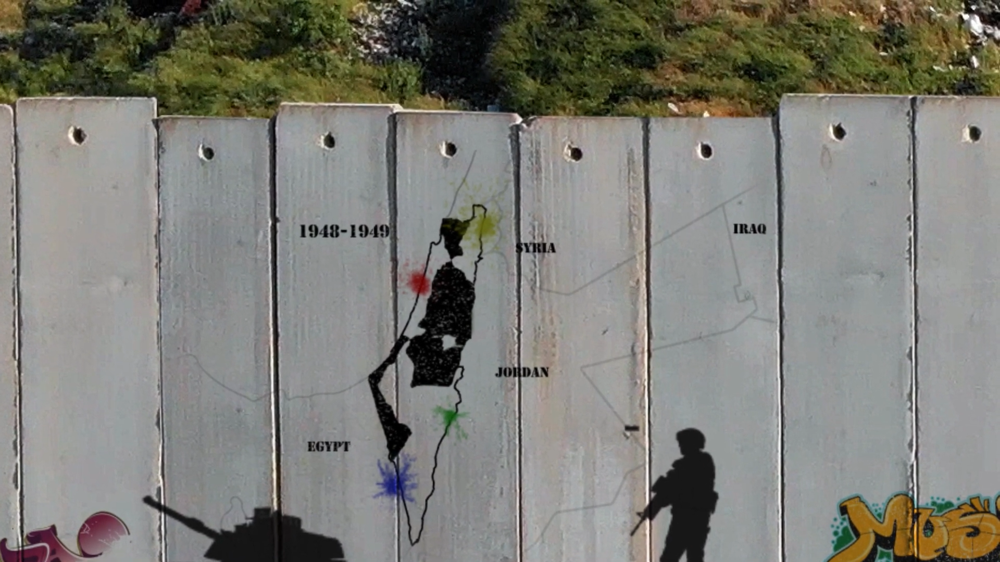 1948-1949
IRAQ
SYRIA
JORDAN
EGYPT